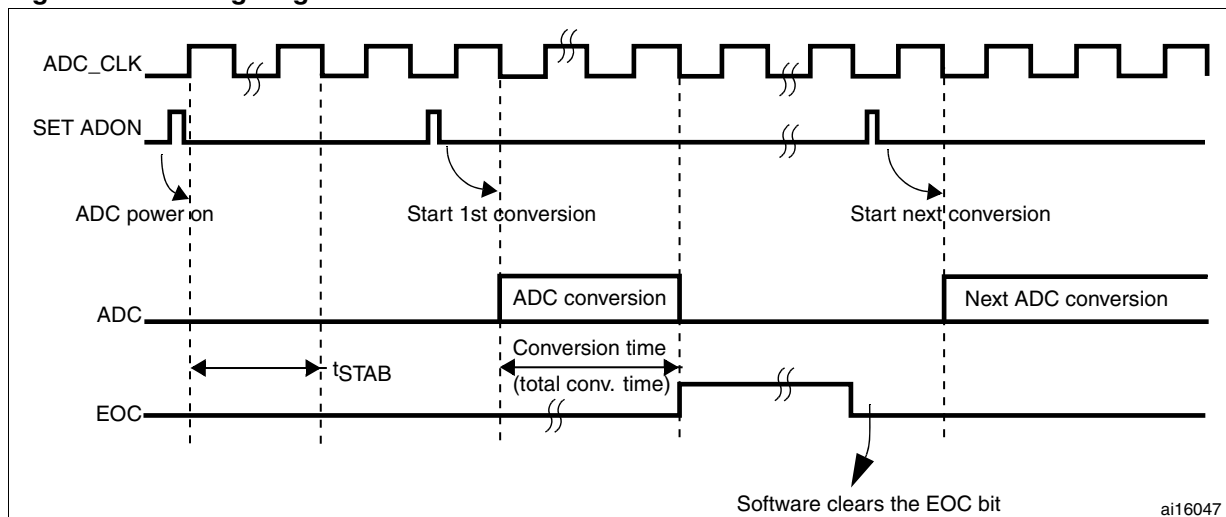 ADC_CLK
SET ADON
ADC power on
Start 1st conversion
Start next conversion
ADC conversion
Next ADC conversion
ADC
Conversion time
tSTAB
(total conv. time)
EOC
Software clears the EOC bit
ai16047